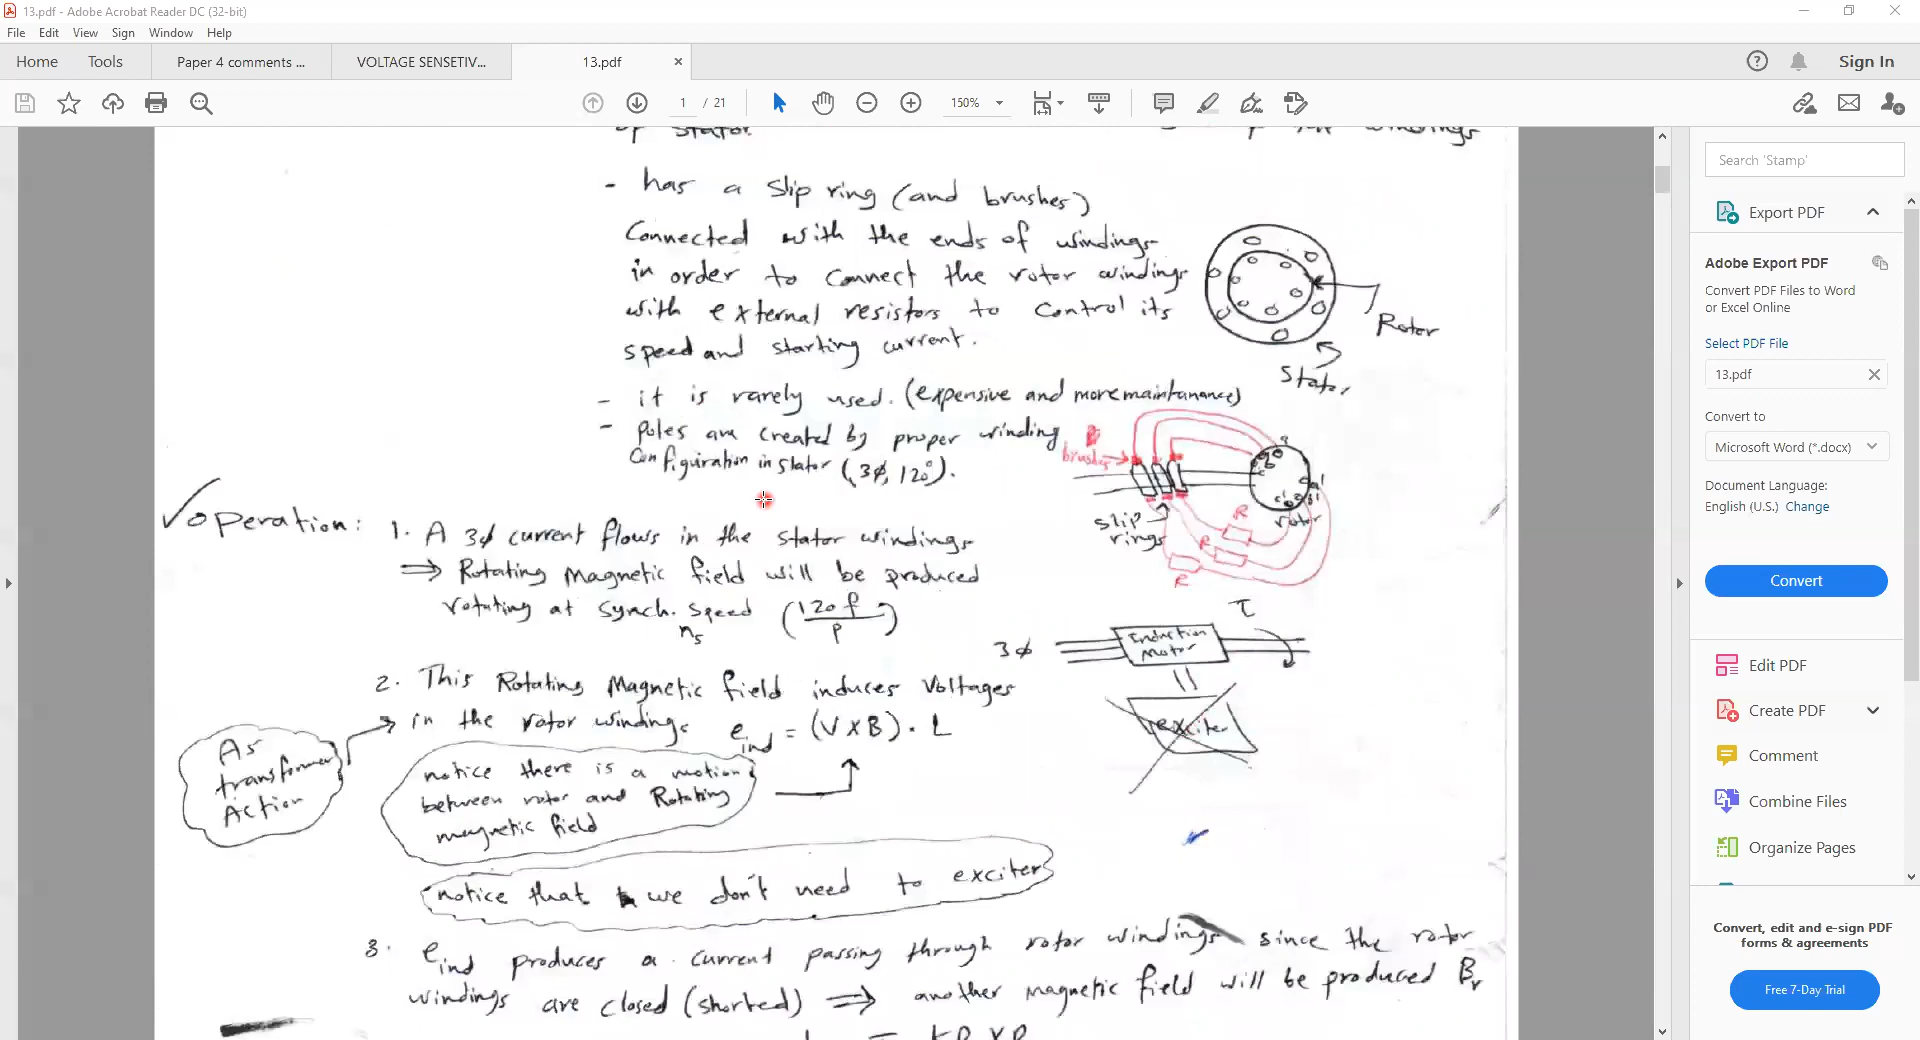 13.pdf - Adobe Acrobat Reader DC (32-bit)
File Edit View Sign Window Help
Home Tools Paper 4 comments ... VOLTAGE SENSETIV... 13.pdf × Sign In
1 / 21 150%
of stator.
windings
- has a slip ring (and brushes)
Connected with the ends of windings
in order to connect the rotor windings
with external resistors to control its
speed and starting current.
Rotor
Stator
- it is rarely used. (expensive and more maintanance)
- poles are created by proper winding
Configuration in stator (3ϕ, 120°).
brushes
slip rings
rotor
R
R
R
✓ operation:
1. A 3ϕ current flows in the stator windings
⇒ Rotating Magnetic field will be produced
rotating at synch. speed (120 f / p)
ns
τ
3ϕ
Induction Motor
exciter
2. This Rotating Magnetic field induces Voltages
in the rotor windings eind = (V X B) . L
As
transformer
Action
notice there is a motion
between rotor and Rotating
magnetic field
notice that we don't need to exciter
3. eind produces a current passing through rotor windings since the rotor
windings are closed (shorted) ⇒ another magnetic field will be produced Br
Search 'Stamp'
Export PDF
Adobe Export PDF
Convert PDF Files to Word
or Excel Online
Select PDF File
13.pdf
Convert to
Microsoft Word (*.docx)
Document Language:
English (U.S.) Change
Convert
Edit PDF
Create PDF
Comment
Combine Files
Organize Pages
Convert, edit and e-sign PDF
forms & agreements
Free 7-Day Trial